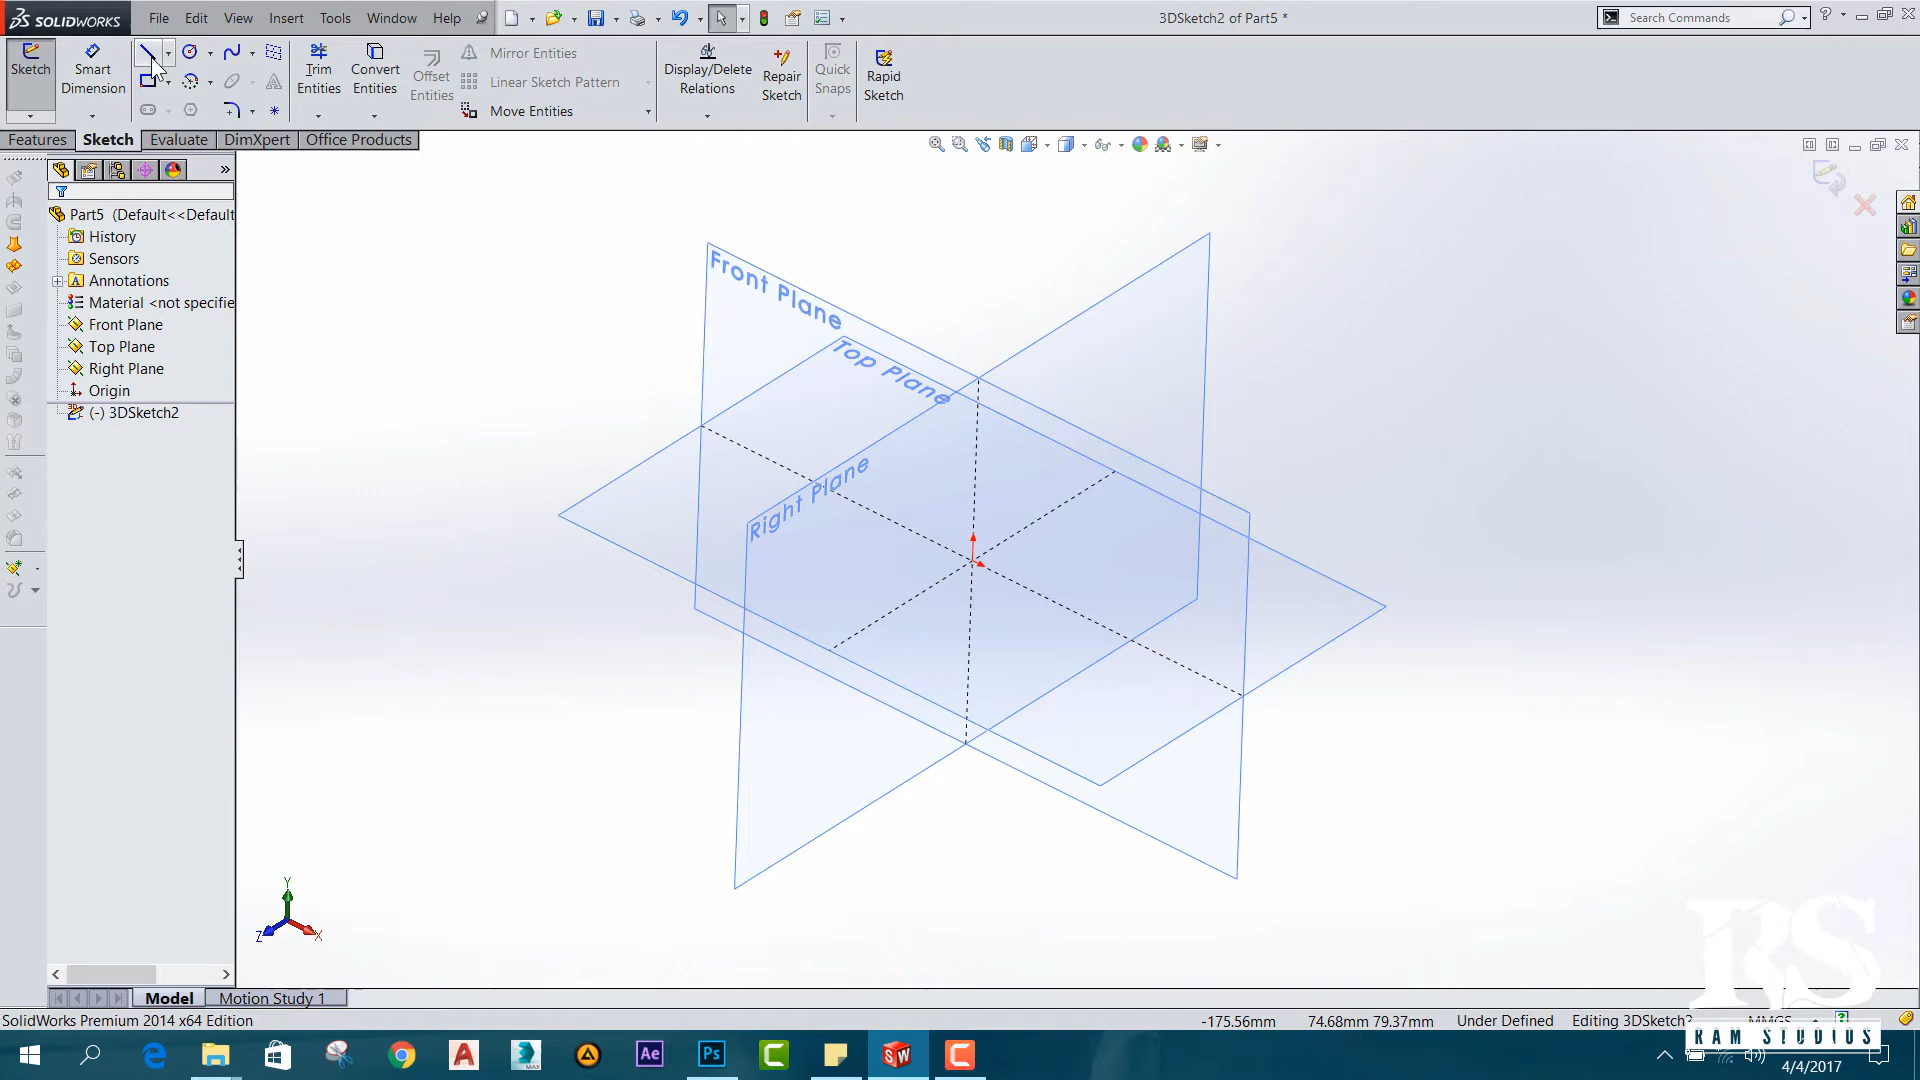 SOLIDWORKS
File Edit View Insert Tools Window Help
3DSketch2 of Part5 *
Search Commands
Sketch
Smart Dimension
Trim Entities
Convert Entities
Offset Entities
Mirror Entities
Linear Sketch Pattern
Move Entities
Display/Delete Relations
Repair Sketch
Quick Snaps
Rapid Sketch
Features Sketch Evaluate DimXpert Office Products
Part5 (Default<<Default
History
Sensors
Annotations
Material <not specifie
Front Plane
Top Plane
Right Plane
Origin
(-) 3DSketch2
Front Plane
Top Plane
Right Plane
Y
Z
X
Model Motion Study 1
SolidWorks Premium 2014 x64 Edition
-175.56mm 74.68mm 79.37mm Under Defined Editing 3DSketch2 MMGS
RS
RAM STUDIOS
4/4/2017